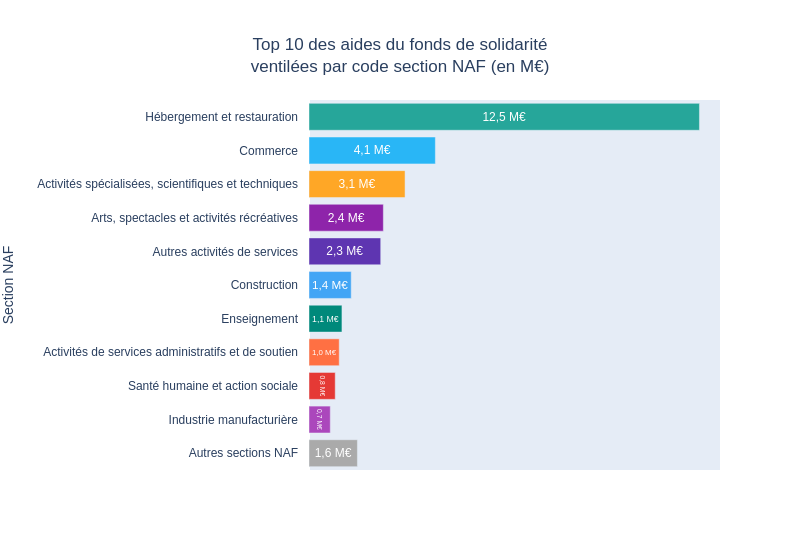 Top 10 des aides du fonds de solidarité
ventilées par code section NAF (en M€)
Section NAF
Hébergement et restauration 12,5 M€
Commerce 4,1 M€
Activités spécialisées, scientifiques et techniques 3,1 M€
Arts, spectacles et activités récréatives 2,4 M€
Autres activités de services 2,3 M€
Construction 1,4 M€
Enseignement 1,1 M€
Activités de services administratifs et de soutien 1,0 M€
Santé humaine et action sociale 0,8 M€
Industrie manufacturière 0,7 M€
Autres sections NAF 1,6 M€